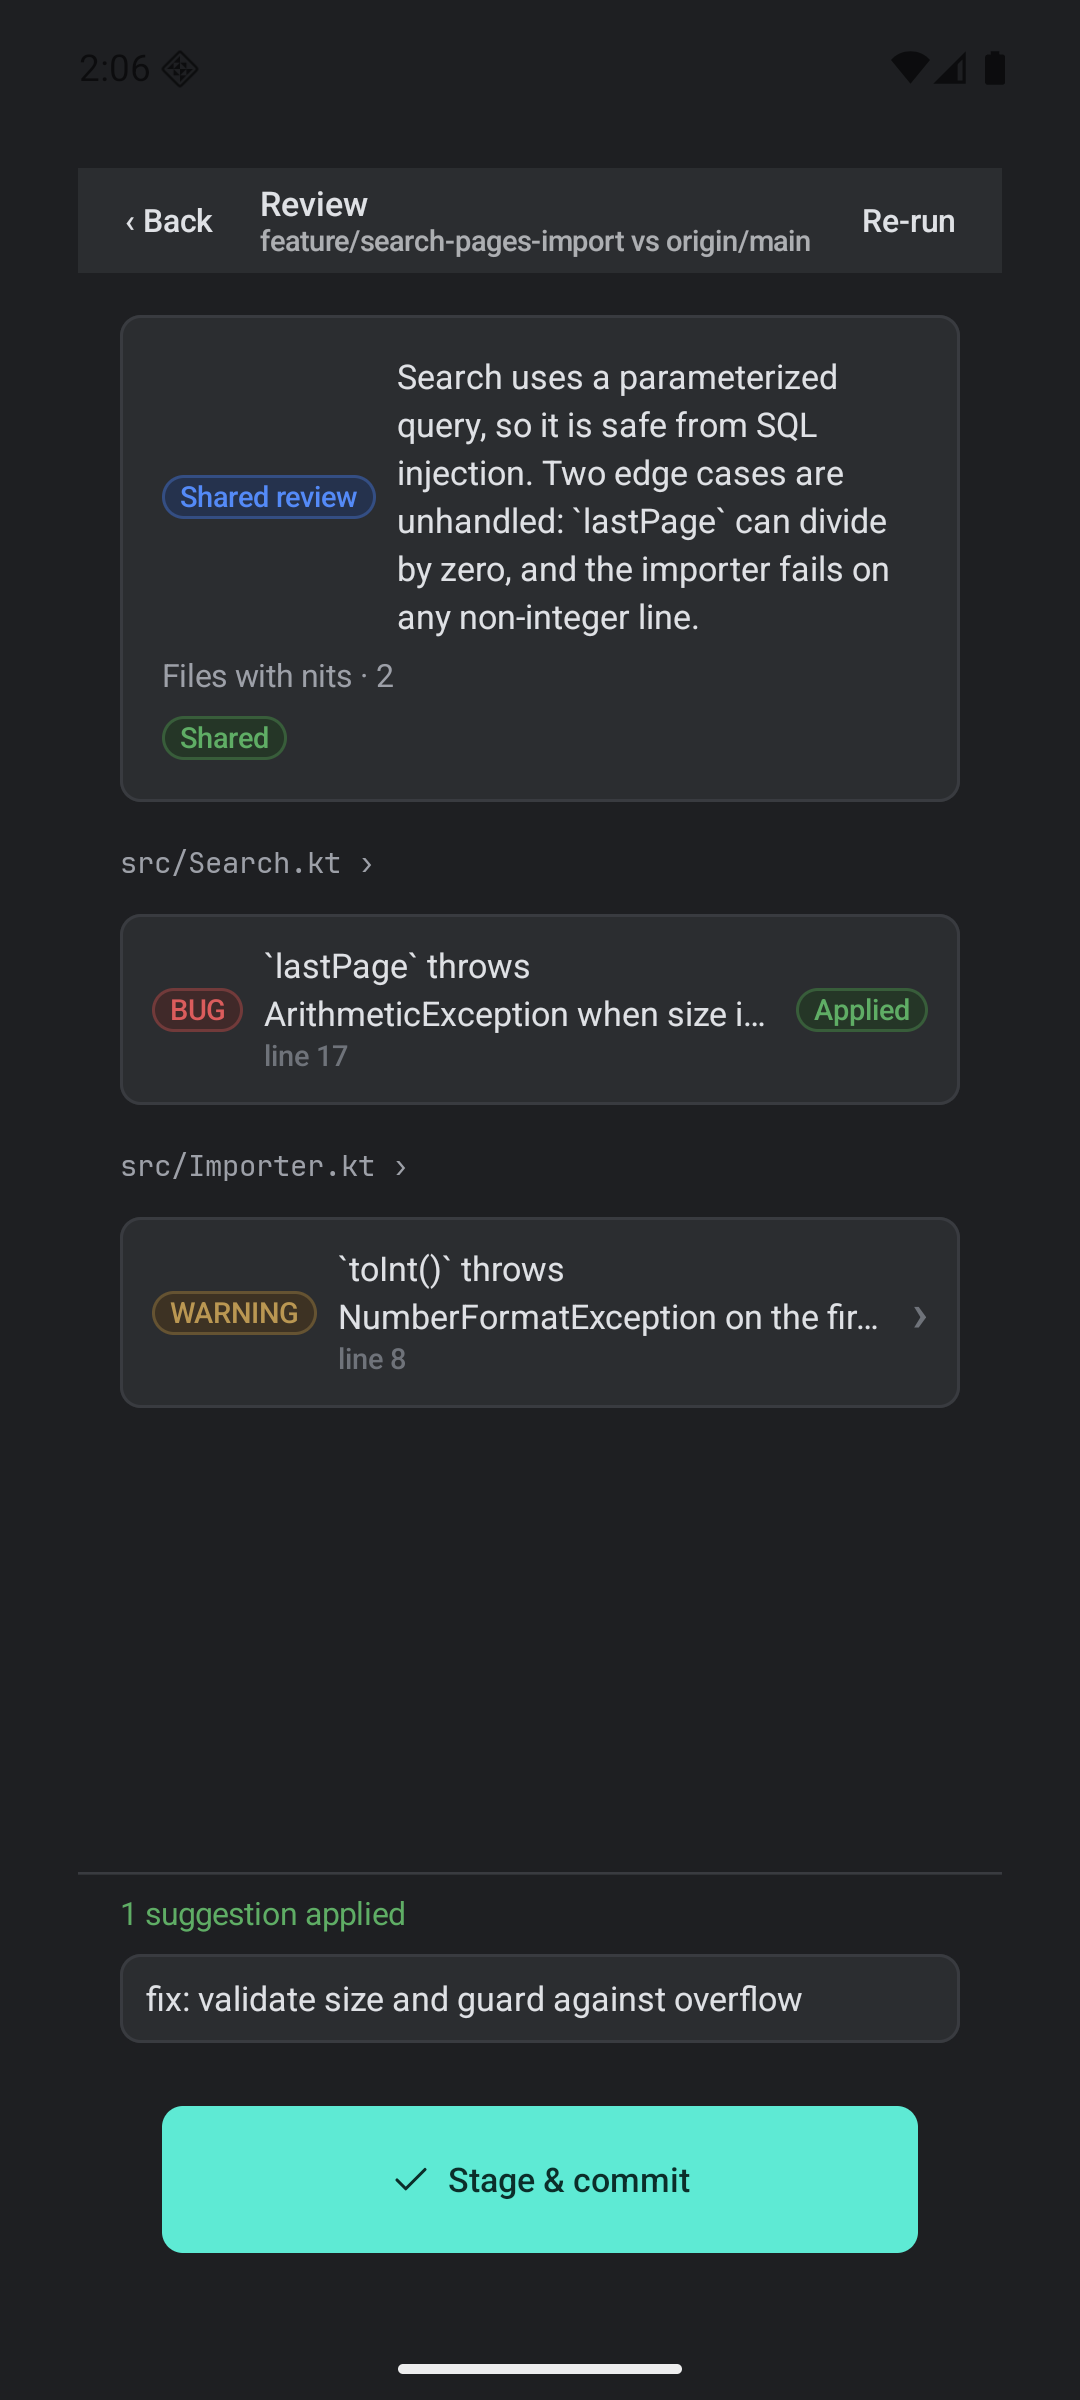 2:06
‹ Back
Review
feature/search-pages-import vs origin/main
Re-run
Shared review
Search uses a parameterized
query, so it is safe from SQL
injection. Two edge cases are
unhandled: `lastPage` can divide
by zero, and the importer fails on
any non-integer line.
Files with nits · 2
Shared
src/Search.kt ›
BUG
`lastPage` throws
ArithmeticException when size i…
line 17
Applied
src/Importer.kt ›
WARNING
`toInt()` throws
NumberFormatException on the fir…
line 8
›
1 suggestion applied
fix: validate size and guard against overflow
Stage & commit